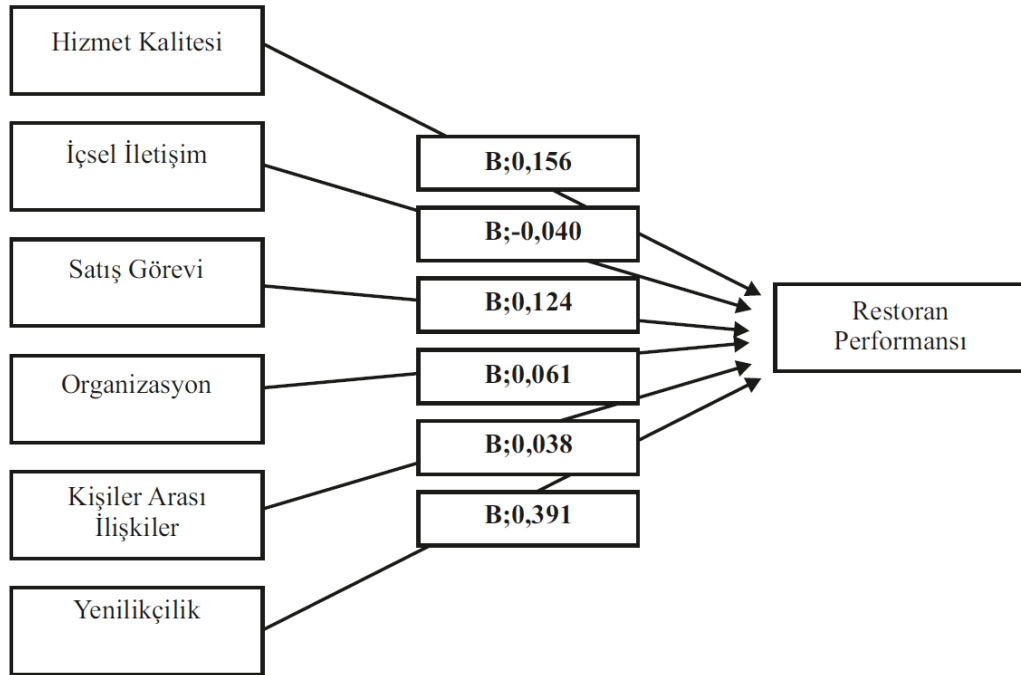 Hizmet Kalitesi
İçsel İletişim
Satış Görevi
Organizasyon
Kişiler Arası
İlişkiler
Yenilikçilik
B;0,156
B;-0,040
B;0,124
B;0,061
B;0,038
B;0,391
Restoran
Performansı